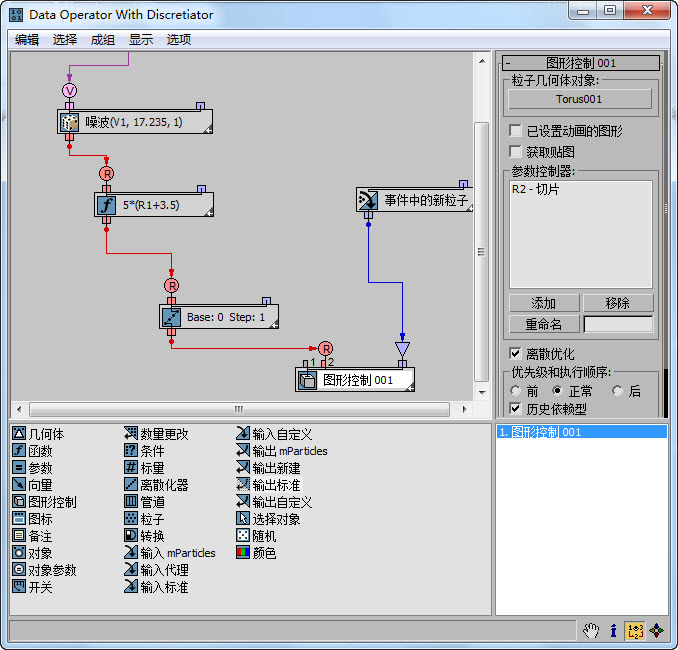 Data Operator With Discretiator
编辑 选择 成组 显示 选项
V
噪波(V1, 17.235, 1)
R
5*(R1+3.5)
事件中的新粒子
R
Base: 0 Step: 1
R
1 2
图形控制 001
- 图形控制 001
粒子几何体对象:
Torus001
已设置动画的图形
获取贴图
参数控制器:
R2 - 切片
添加 移除
重命名
离散优化
优先级和执行顺序:
前 正常 后
历史依赖型
几何体
函数
参数
向量
图形控制
图标
备注
对象
对象参数
开关
数量更改
条件
标量
离散化器
管道
粒子
转换
输入 mParticles
输入代理
输入标准
输入自定义
输出 mParticles
输出新建
输出标准
输出自定义
选择对象
随机
颜色
1. 图形控制 001